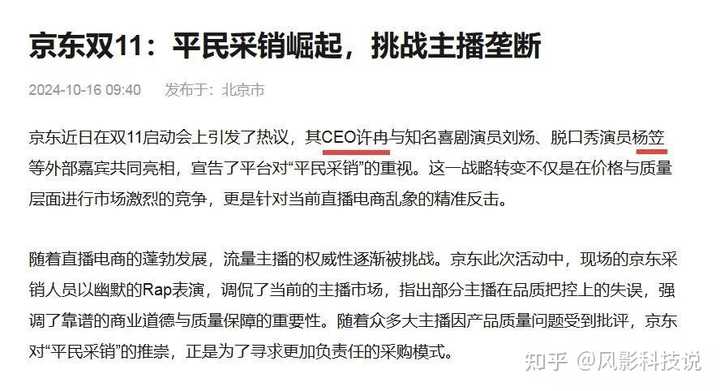 京东双11：平民采销崛起，挑战主播垄断
2024-10-16 09:40 发布于：北京市
京东近日在双11启动会上引发了热议，其CEO许冉与知名喜剧演员刘炀、脱口秀演员杨笠
等外部嘉宾共同亮相，宣告了平台对“平民采销”的重视。这一战略转变不仅是在价格与质量
层面进行市场激烈的竞争，更是针对当前直播电商乱象的精准反击。
随着直播电商的蓬勃发展，流量主播的权威性逐渐被挑战。京东此次活动中，现场的京东采
销人员以幽默的Rap表演，调侃了当前的主播市场，指出部分主播在品质把控上的失误，强
调了靠谱的商业道德与质量保障的重要性。随着众多大主播因产品质量问题受到批评，京东
对“平民采销”的推崇，正是为了寻求更加负责任的采购模式。
知乎 @风影科技说